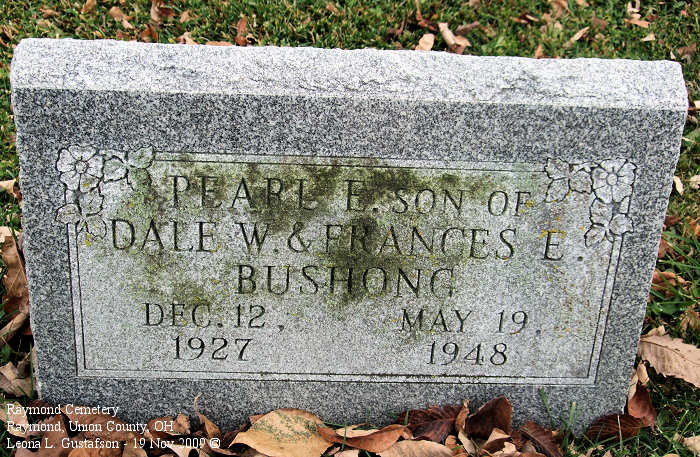 PEARL E. SON OF
DALE W. & FRANCES E.
BUSHONG
DEC. 12, MAY 19,
1927 1948
Raymond Cemetery
Raymond, Union County, OH
Leona L. Gustafson - 19 Nov. 2009 ©